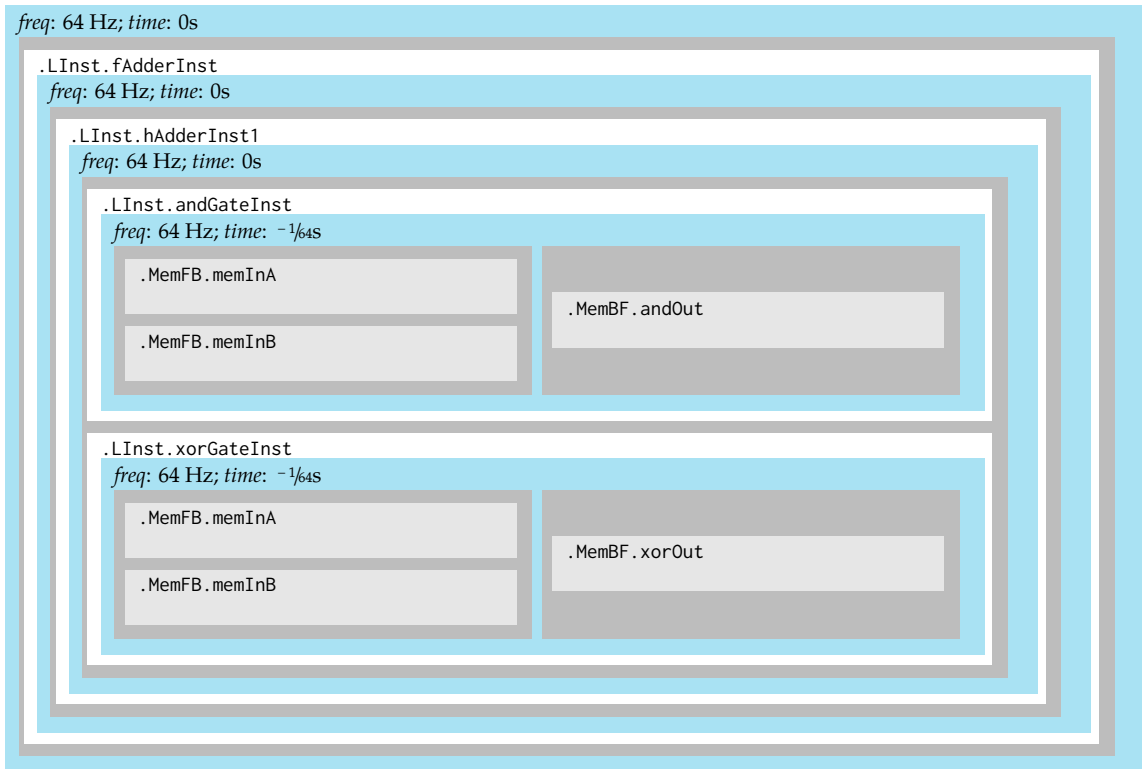 freq: 64 Hz; time: 0s
.LInst.fAdderInst
freq: 64 Hz; time: 0s
.LInst.hAdderInst1
freq: 64 Hz; time: 0s
.LInst.andGateInst
freq: 64 Hz; time: −1/64s
.MemFB.memInA
.MemBF.andOut
.MemFB.memInB
.LInst.xorGateInst
freq: 64 Hz; time: −1/64s
.MemFB.memInA
.MemBF.xorOut
.MemFB.memInB